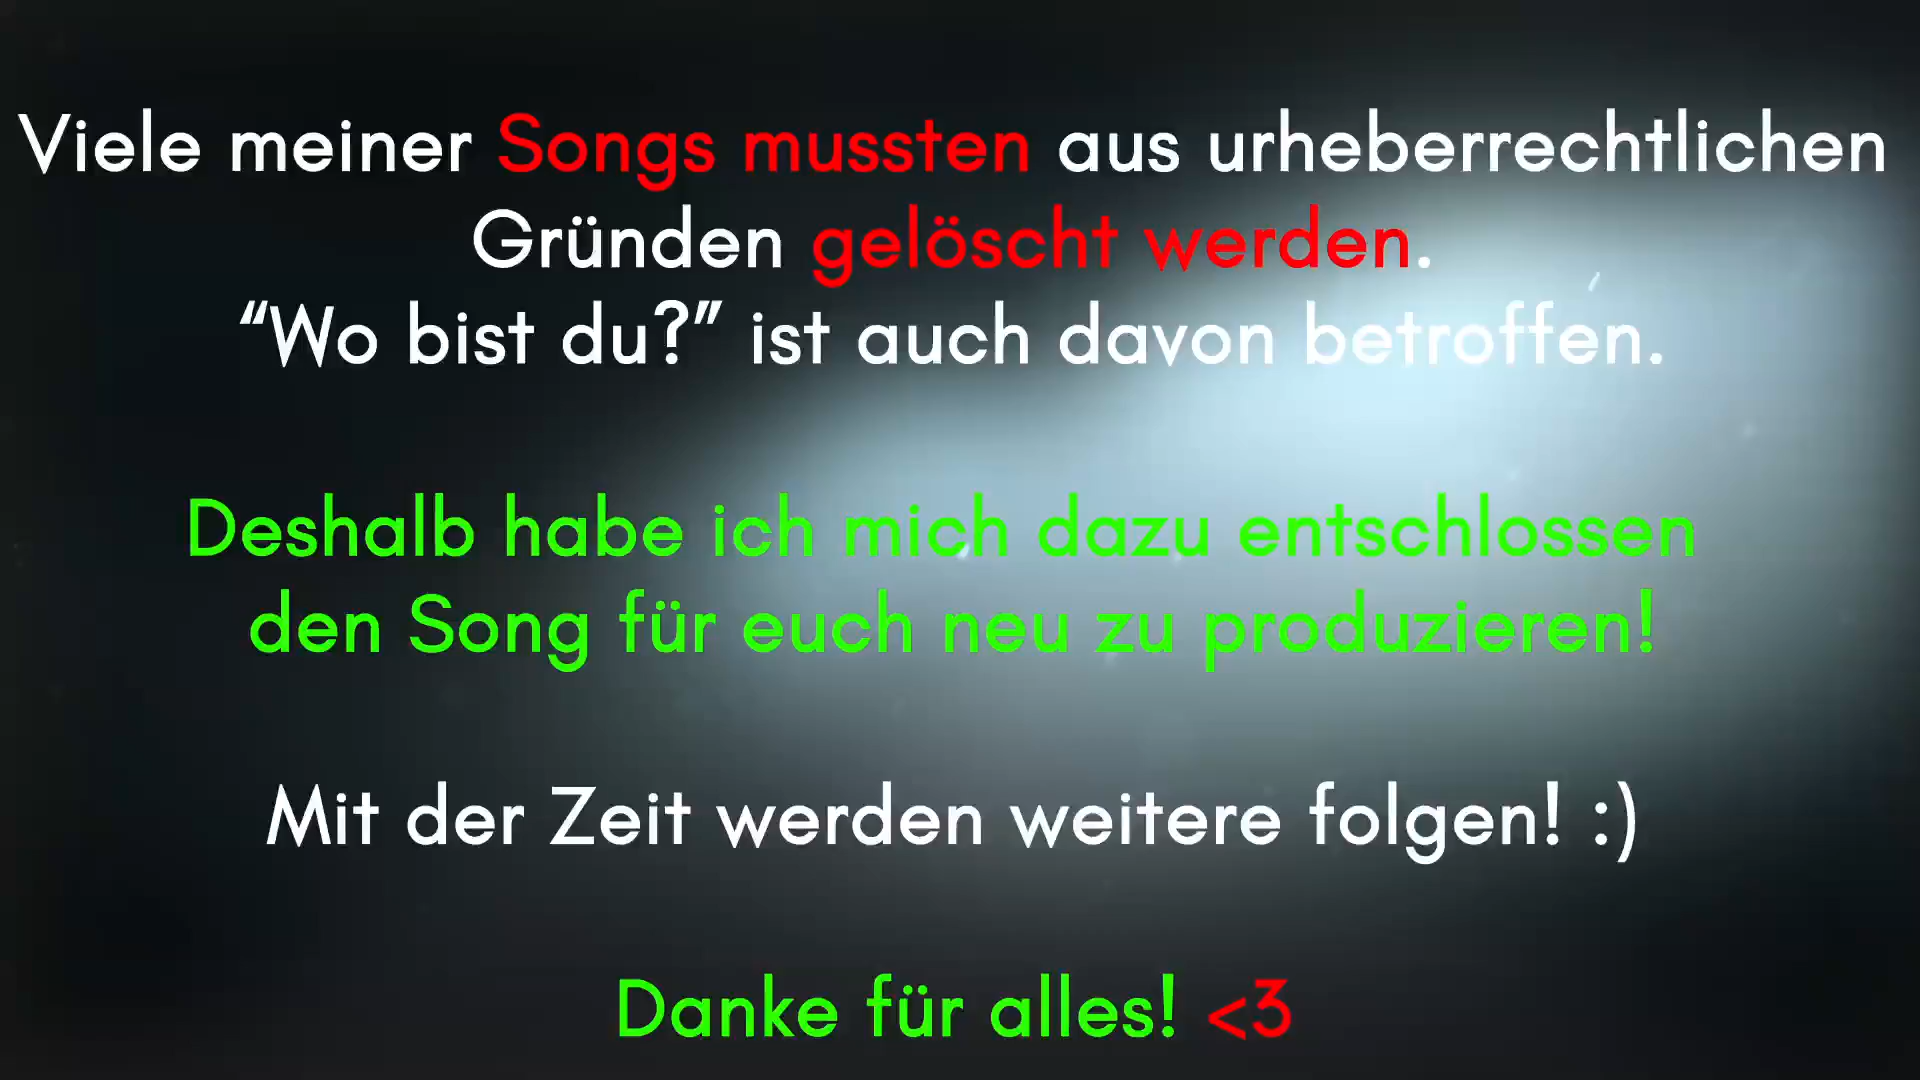 Viele meiner Songs mussten aus urheberrechtlichen
Gründen gelöscht werden.
“Wo bist du?” ist auch davon betroffen.
Deshalb habe ich mich dazu entschlossen
den Song für euch neu zu produzieren!
Mit der Zeit werden weitere folgen! :)
Danke für alles! <3